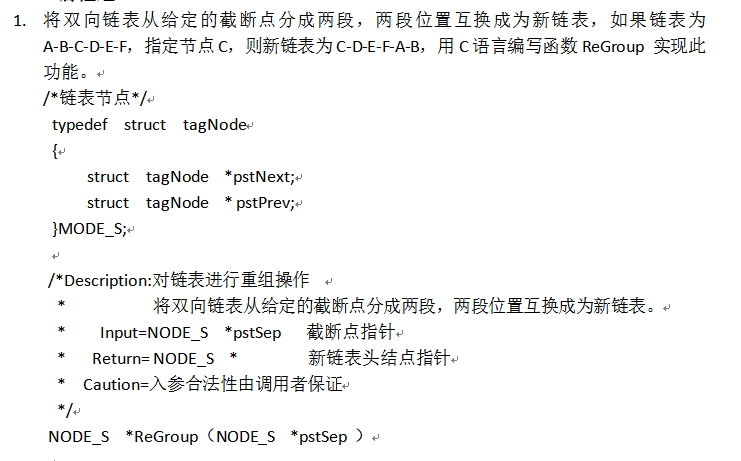 1. 将双向链表从给定的截断点分成两段，两段位置互换成为新链表，如果链表为
A-B-C-D-E-F，指定节点 C，则新链表为 C-D-E-F-A-B，用 C 语言编写函数 ReGroup 实现此
功能。
/*链表节点*/
typedef struct tagNode
{
struct tagNode *pstNext;
struct tagNode * pstPrev;
}MODE_S;
/*Description:对链表进行重组操作
* 将双向链表从给定的截断点分成两段，两段位置互换成为新链表。
* Input=NODE_S *pstSep 截断点指针
* Return= NODE_S * 新链表头结点指针
* Caution=入参合法性由调用者保证
*/
NODE_S *ReGroup（NODE_S *pstSep ）